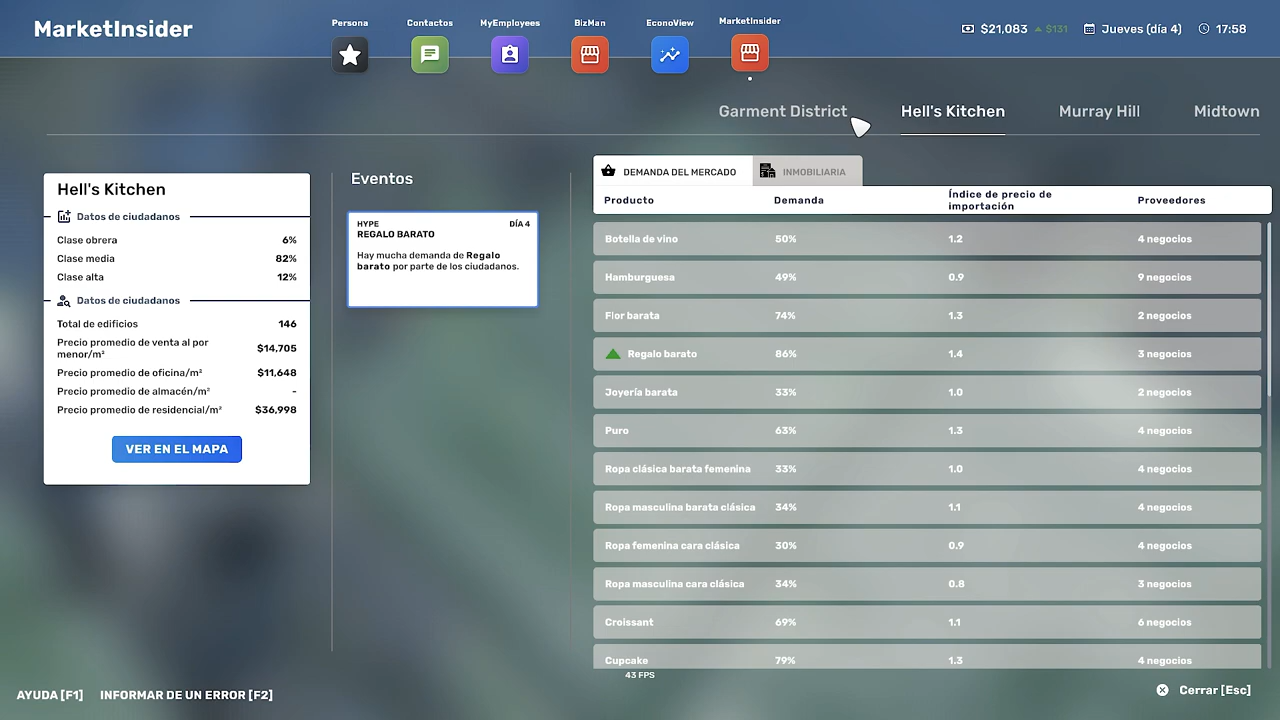 MarketInsider
Persona
Contactos
MyEmployees
BizMan
EconoView
MarketInsider
$21,083 $131
Jueves (día 4)
17:58
Garment District
Hell's Kitchen
Murray Hill
Midtown
Hell's Kitchen
Datos de ciudadanos
Clase obrera 6%
Clase media 82%
Clase alta 12%
Datos de ciudadanos
Total de edificios 146
Precio promedio de venta al por
menor/m² $14,705
Precio promedio de oficina/m² $11,648
Precio promedio de almacén/m² -
Precio promedio de residencial/m² $36,998
VER EN EL MAPA
Eventos
HYPE DÍA 4
REGALO BARATO
Hay mucha demanda de Regalo
barato por parte de los ciudadanos.
DEMANDA DEL MERCADO
INMOBILIARIA
Producto Demanda Índice de precio de
importación Proveedores
Botella de vino 50% 1.2 4 negocios
Hamburguesa 49% 0.9 9 negocios
Flor barata 74% 1.3 2 negocios
Regalo barato 86% 1.4 3 negocios
Joyería barata 33% 1.0 2 negocios
Puro 63% 1.3 4 negocios
Ropa clásica barata femenina 33% 1.0 4 negocios
Ropa masculina barata clásica 34% 1.1 4 negocios
Ropa femenina cara clásica 30% 0.9 4 negocios
Ropa masculina cara clásica 34% 0.8 3 negocios
Croissant 69% 1.1 6 negocios
Cupcake 79% 1.3 4 negocios
43 FPS
AYUDA [F1]
INFORMAR DE UN ERROR [F2]
Cerrar [Esc]